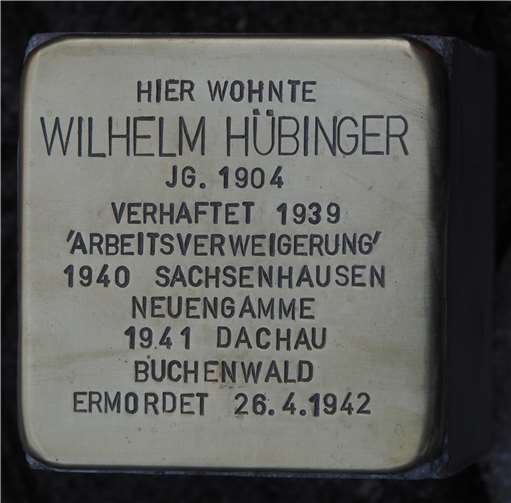 HIER WOHNTE
WILHELM HÜBINGER
JG. 1904
VERHAFTET 1939
'ARBEITSVERWEIGERUNG'
1940 SACHSENHAUSEN
NEUENGAMME
1941 DACHAU
BUCHENWALD
ERMORDET 26.4.1942